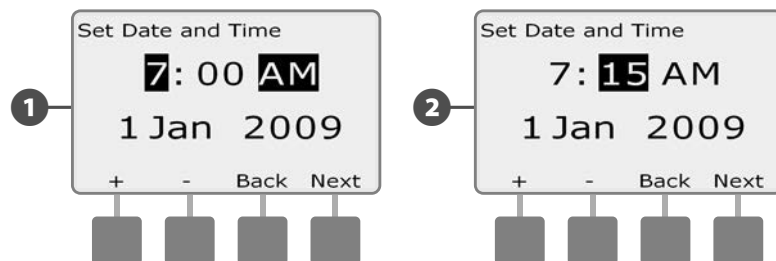 1
Set Date and Time
7: 00 AM
1 Jan 2009
+ - Back Next
2
Set Date and Time
7: 15 AM
1 Jan 2009
+ - Back Next